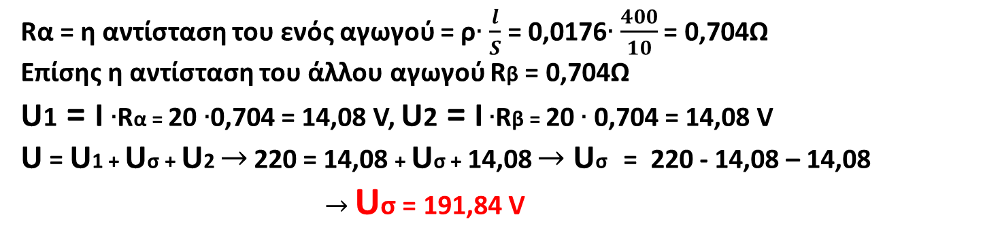 Rα = η αντίσταση του ενός αγωγού = ρ· l/S = 0,0176· 400/10 = 0,704Ω
Επίσης η αντίσταση του άλλου αγωγού Rβ = 0,704Ω
U1 = I ·Rα = 20 ·0,704 = 14,08 V, U2 = I ·Rβ = 20 · 0,704 = 14,08 V
U = U1 + Uσ + U2 → 220 = 14,08 + Uσ + 14,08 → Uσ = 220 - 14,08 – 14,08
→ Uσ = 191,84 V